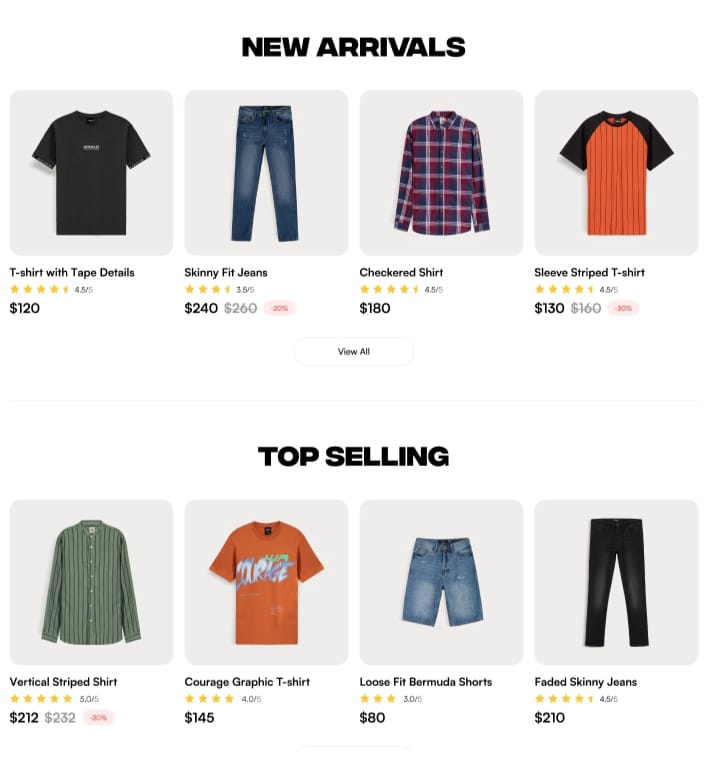 NEW ARRIVALS
T-shirt with Tape Details
4.5/5
$120
Skinny Fit Jeans
3.5/5
$240 $260 -20%
Checkered Shirt
4.5/5
$180
Sleeve Striped T-shirt
4.5/5
$130 $160 -30%
View All
TOP SELLING
Vertical Striped Shirt
5.0/5
$212 $232 -20%
COURAGE
Courage Graphic T-shirt
4.0/5
$145
Loose Fit Bermuda Shorts
3.0/5
$80
Faded Skinny Jeans
4.5/5
$210